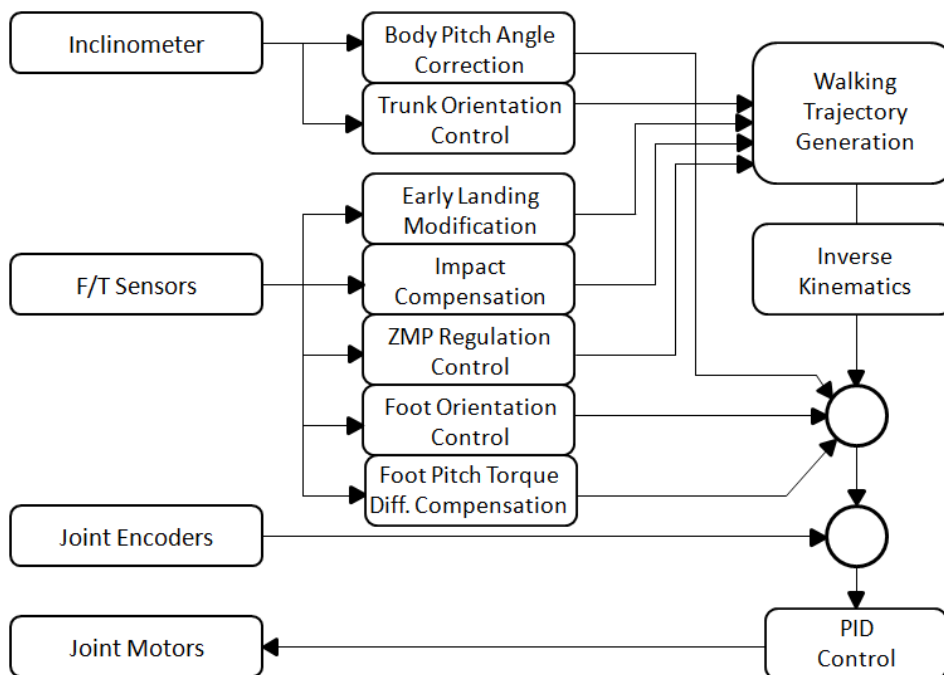 Inclinometer
Body Pitch Angle
Correction
Trunk Orientation
Control
Walking
Trajectory
Generation
Early Landing
Modification
F/T Sensors
Impact
Compensation
Inverse
Kinematics
ZMP Regulation
Control
Foot Orientation
Control
Foot Pitch Torque
Diff. Compensation
Joint Encoders
Joint Motors
PID
Control